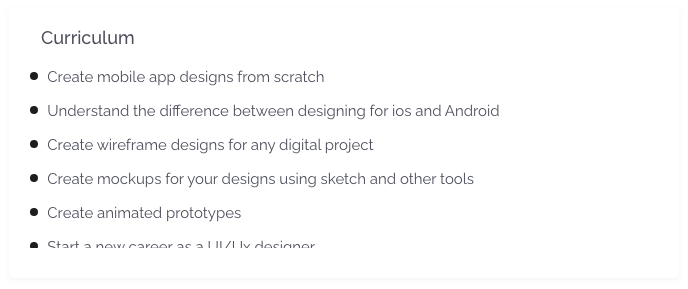 Curriculum
Create mobile app designs from scratch
Understand the difference between designing for ios and Android
Create wireframe designs for any digital project
Create mockups for your designs using sketch and other tools
Create animated prototypes
Start a new career as a UI/Ux designer